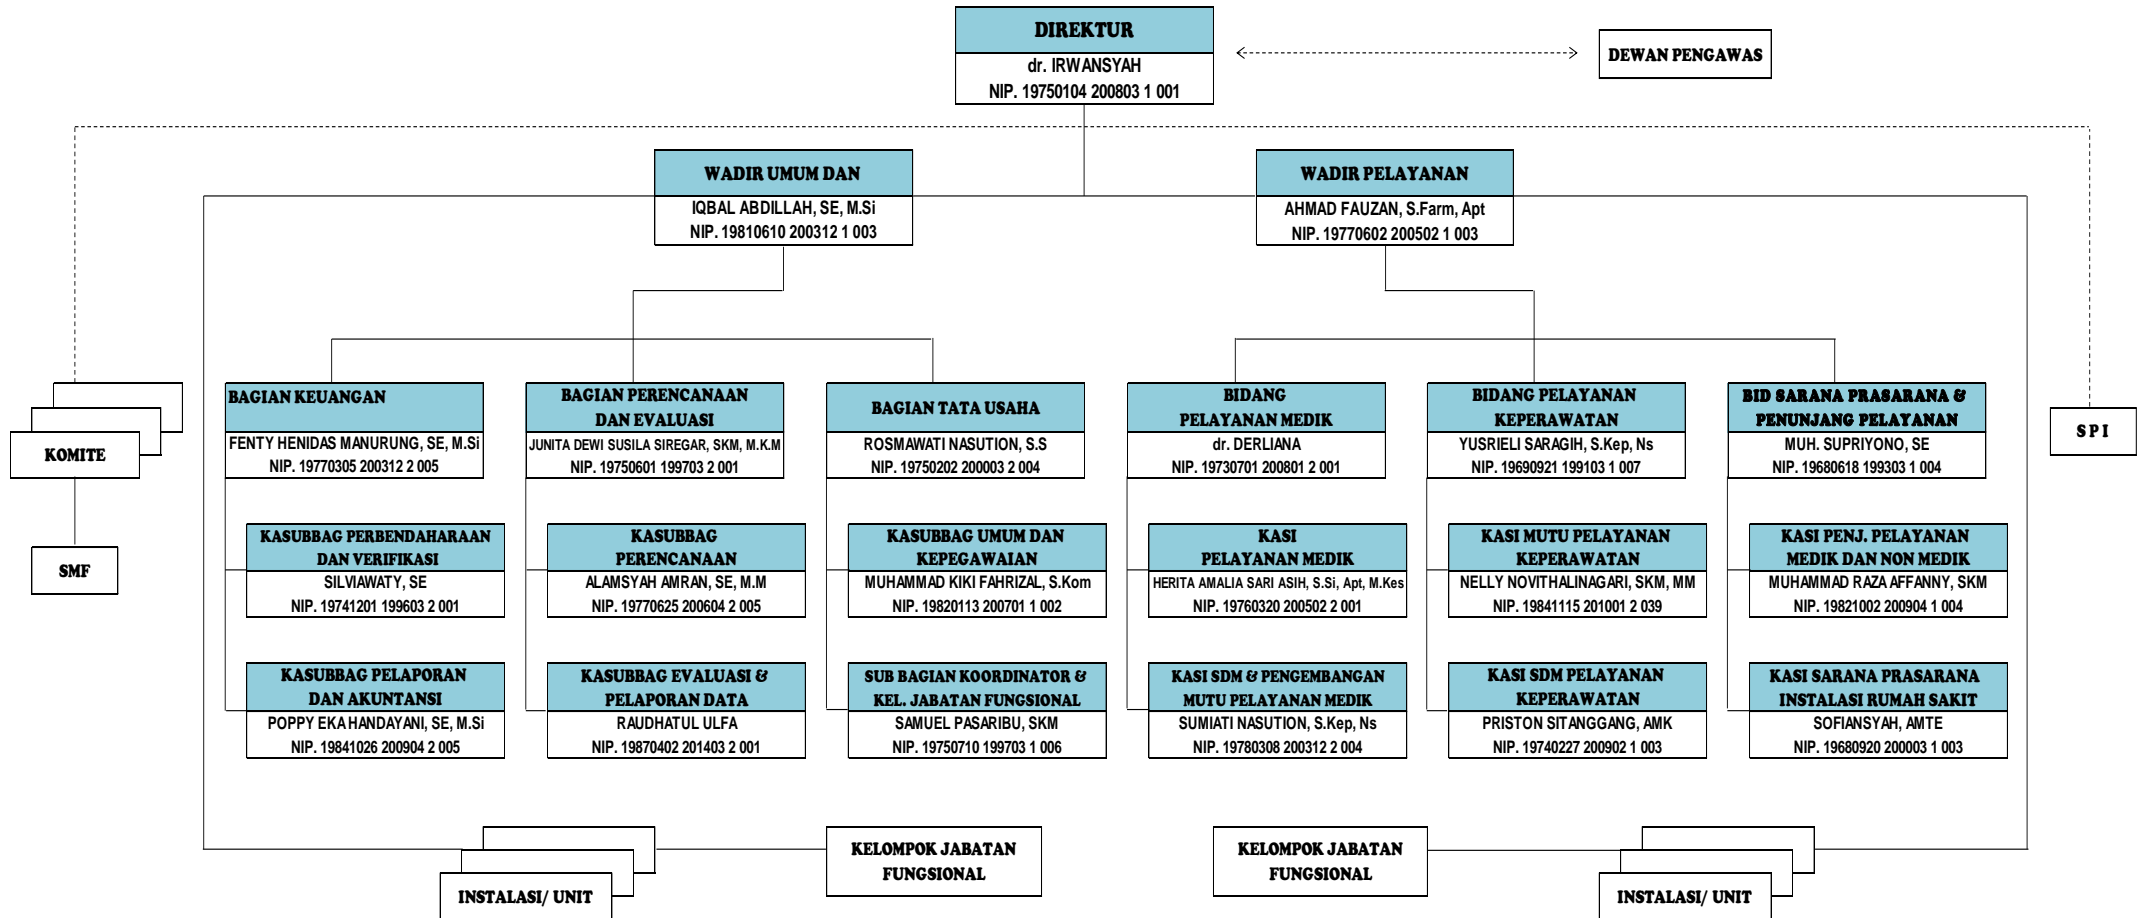 DIREKTUR
dr. IRWANSYAH
NIP. 19750104 200803 1 001
DEWAN PENGAWAS
WADIR UMUM DAN
IQBAL ABDILLAH, SE, M.Si
NIP. 19810610 200312 1 003
WADIR PELAYANAN
AHMAD FAUZAN, S.Farm, Apt
NIP. 19770602 200502 1 003
KOMITE
SMF
BAGIAN KEUANGAN
FENTY HENIDAS MANURUNG, SE, M.Si
NIP. 19770305 200312 2 005
BAGIAN PERENCANAAN
DAN EVALUASI
JUNITA DEWI SUSILA SIREGAR, SKM, M.K.M
NIP. 19750601 199703 2 001
BAGIAN TATA USAHA
ROSMAWATI NASUTION, S.S
NIP. 19750202 200003 2 004
BIDANG
PELAYANAN MEDIK
dr. DERLIANA
NIP. 19730701 200801 2 001
BIDANG PELAYANAN
KEPERAWATAN
YUSRIELI SARAGIH, S.Kep, Ns
NIP. 19690921 199103 1 007
BID SARANA PRASARANA &
PENUNJANG PELAYANAN
MUH. SUPRIYONO, SE
NIP. 19680618 199303 1 004
S P I
KASUBBAG PERBENDAHARAAN
DAN VERIFIKASI
SILVIAWATY, SE
NIP. 19741201 199603 2 001
KASUBBAG
PERENCANAAN
ALAMSYAH AMRAN, SE, M.M
NIP. 19770625 200604 2 005
KASUBBAG UMUM DAN
KEPEGAWAIAN
MUHAMMAD KIKI FAHRIZAL, S.Kom
NIP. 19820113 200701 1 002
KASI
PELAYANAN MEDIK
HERITA AMALIA SARI ASIH, S.Si, Apt, M.Kes
NIP. 19760320 200502 2 001
KASI MUTU PELAYANAN
KEPERAWATAN
NELLY NOVITHALINAGARI, SKM, MM
NIP. 19841115 201001 2 039
KASI PENJ. PELAYANAN
MEDIK DAN NON MEDIK
MUHAMMAD RAZA AFFANNY, SKM
NIP. 19821002 200904 1 004
KASUBBAG PELAPORAN
DAN AKUNTANSI
POPPY EKA HANDAYANI, SE, M.Si
NIP. 19841026 200904 2 005
KASUBBAG EVALUASI &
PELAPORAN DATA
RAUDHATUL ULFA
NIP. 19870402 201403 2 001
SUB BAGIAN KOORDINATOR &
KEL. JABATAN FUNGSIONAL
SAMUEL PASARIBU, SKM
NIP. 19750710 199703 1 006
KASI SDM & PENGEMBANGAN
MUTU PELAYANAN MEDIK
SUMIATI NASUTION, S.Kep, Ns
NIP. 19780308 200312 2 004
KASI SDM PELAYANAN
KEPERAWATAN
PRISTON SITANGGANG, AMK
NIP. 19740227 200902 1 003
KASI SARANA PRASARANA
INSTALASI RUMAH SAKIT
SOFIANSYAH, AMTE
NIP. 19680920 200003 1 003
INSTALASI/ UNIT
KELOMPOK JABATAN
FUNGSIONAL
KELOMPOK JABATAN
FUNGSIONAL
INSTALASI/ UNIT